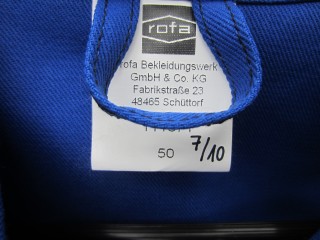 rofa
rofa Bekleidungswerk
GmbH & Co. KG
Fabrikstraße 23
48465 Schüttorf
50 7/10